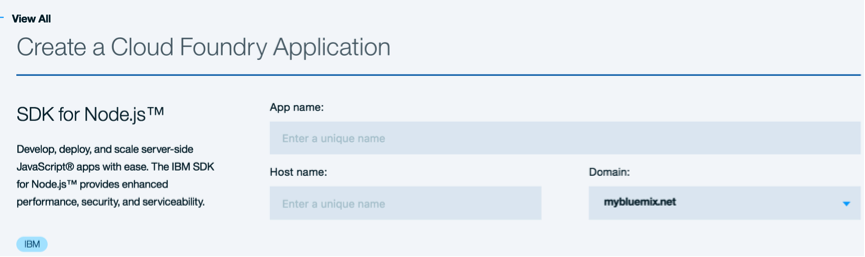 View All
Create a Cloud Foundry Application
SDK for Node.js™
Develop, deploy, and scale server-side
JavaScript® apps with ease. The IBM SDK
for Node.js™ provides enhanced
performance, security, and serviceability.
IBM
App name:
Enter a unique name
Host name:
Enter a unique name
Domain:
mybluemix.net